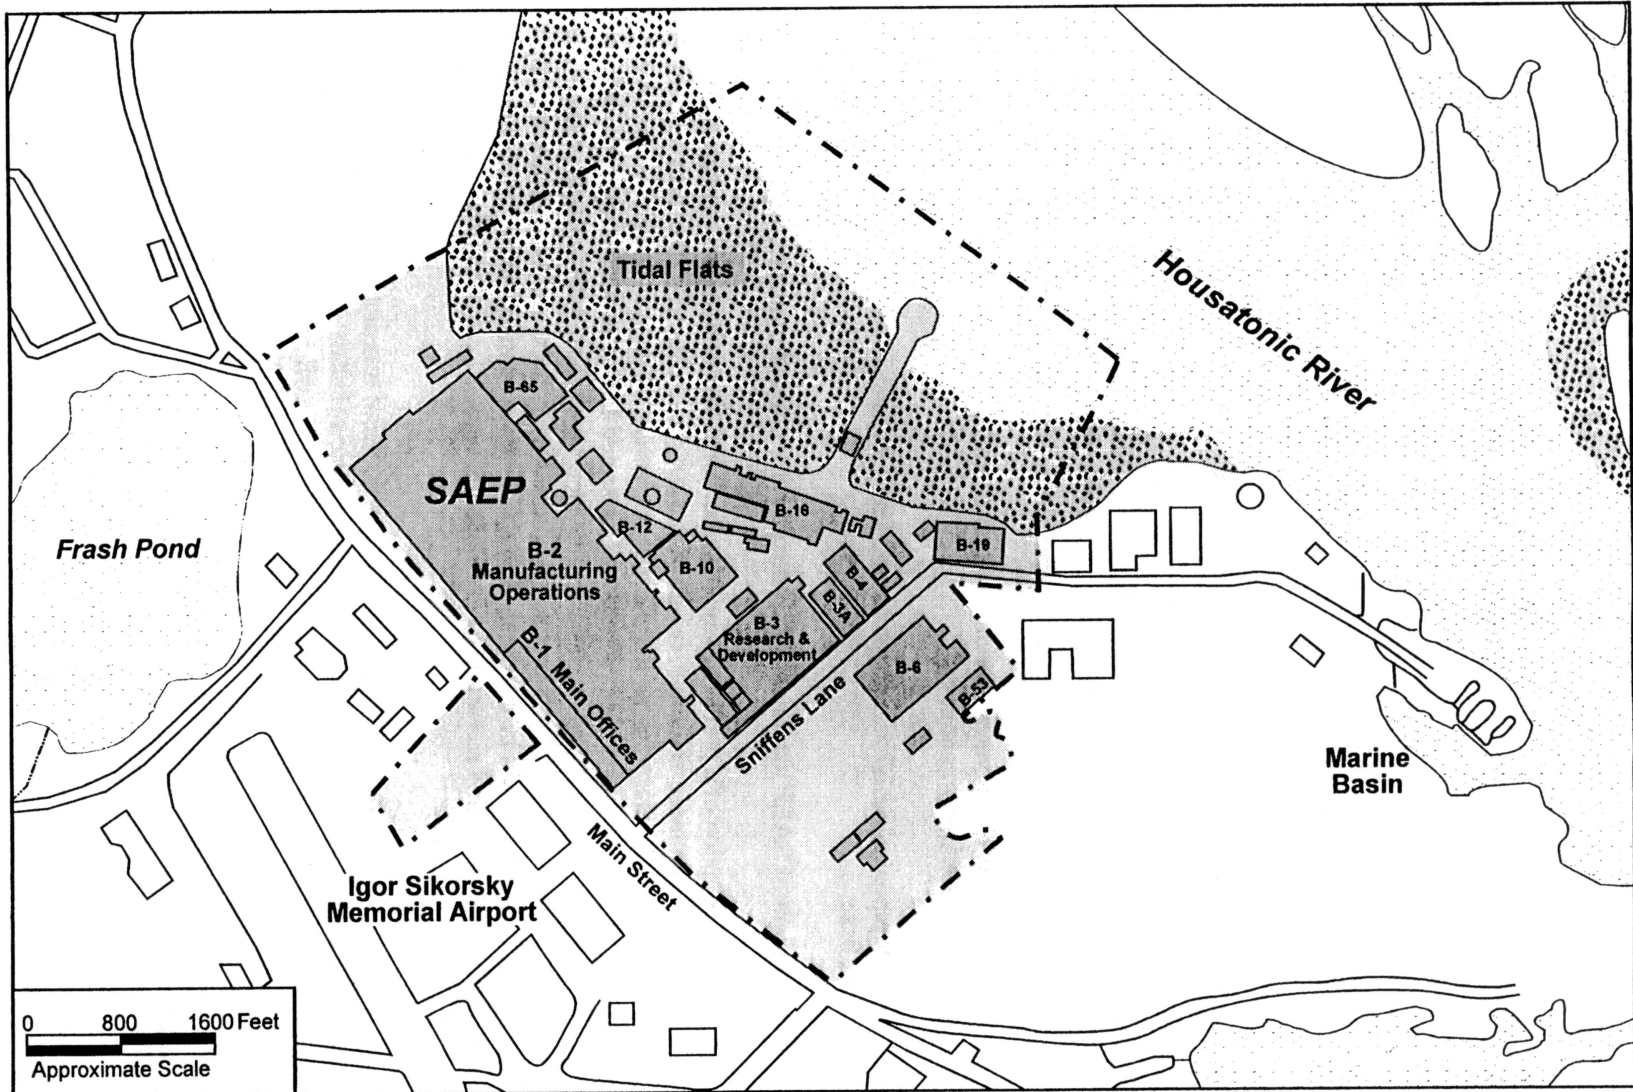 Tidal Flats
Housatonic River
B-65
SAEP
B-16
B-12
B-19
Frash Pond
B-2
Manufacturing
Operations
B-10
B-4
B-3A
B-3
Research &
Development
B-1 Main Offices
B-6
B-53
Sniffens Lane
Marine
Basin
Main Street
Igor Sikorsky
Memorial Airport
0 800 1600 Feet
Approximate Scale